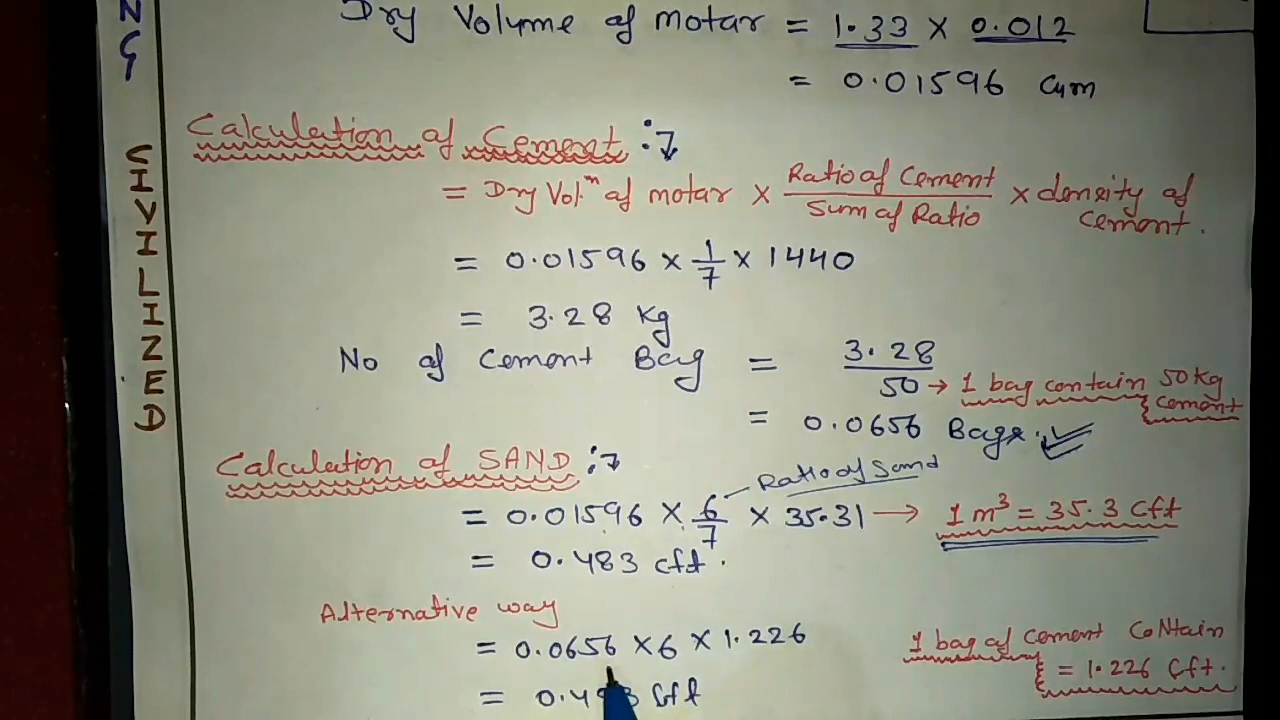 NG CIVILIZED
Dry Volume of motar = 1.33 × 0.012
= 0.01596 Cum
Calculation of Cement :→
= Dry Volᵐ of motar × Ratio of Cement / Sum of Ratio × density of cement.
= 0.01596 × 1/7 × 1440
= 3.28 Kg
No of Cement Bag = 3.28 / 50 → 1 bag contain 50 kg cement
= 0.0656 Bags.
Calculation of SAND :→
Ratio of Sand
= 0.01596 × 6/7 × 35.31 → 1 m³ = 35.3 cft
= 0.483 cft.
Alternative way
= 0.0656 × 6 × 1.226
1 bag of cement CoNtain
= 1.226 Cft.
cft